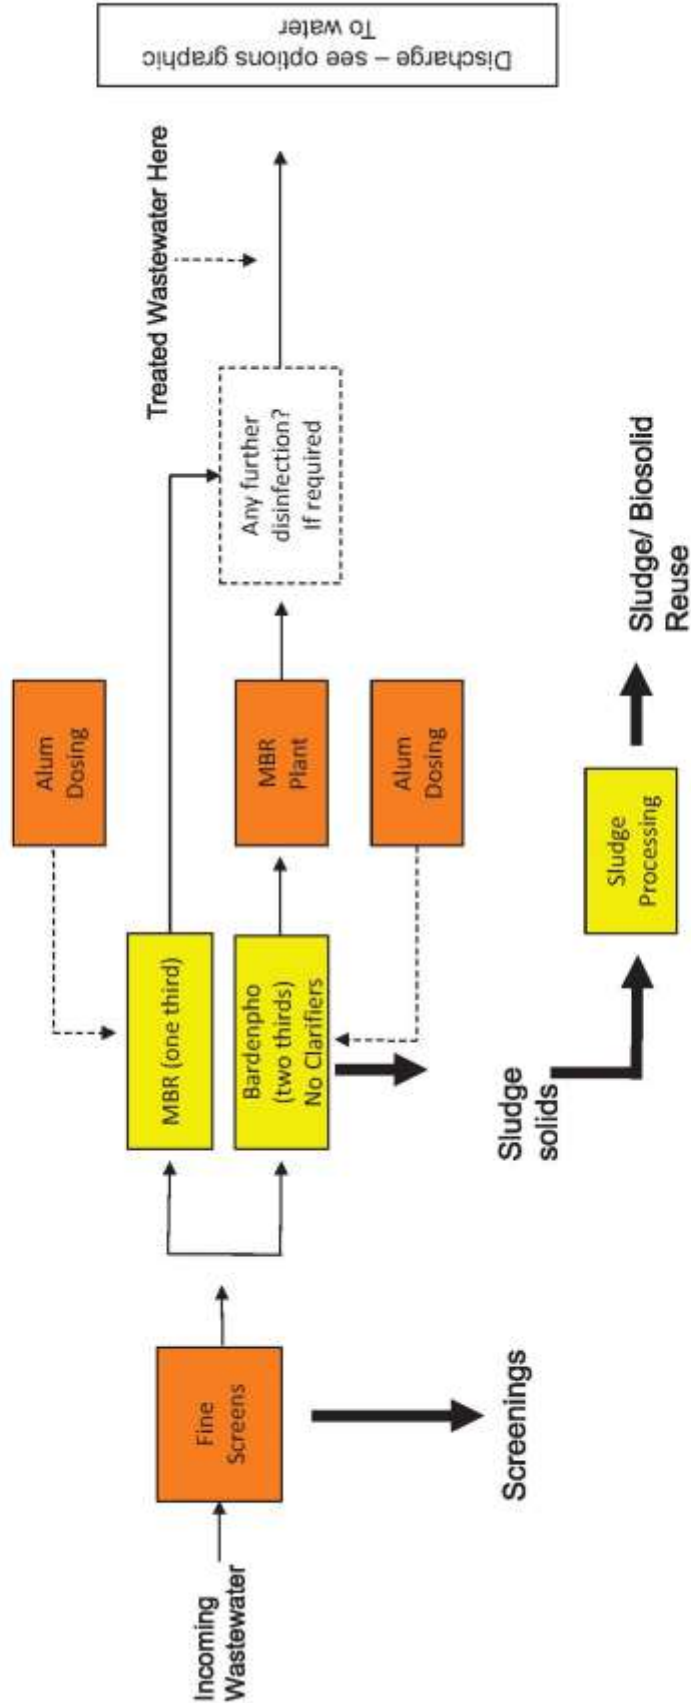 Incoming
Wastewater
Fine
Screens
Screenings
MBR (one third)
Bardenpho
(two thirds)
No Clarifiers
Sludge
solids
Alum
Dosing
MBR
Plant
Alum
Dosing
Sludge
Processing
Any further
disinfection?
If required
Treated Wastewater Here
Sludge/ Biosolid
Reuse
Discharge – see options graphic
To water